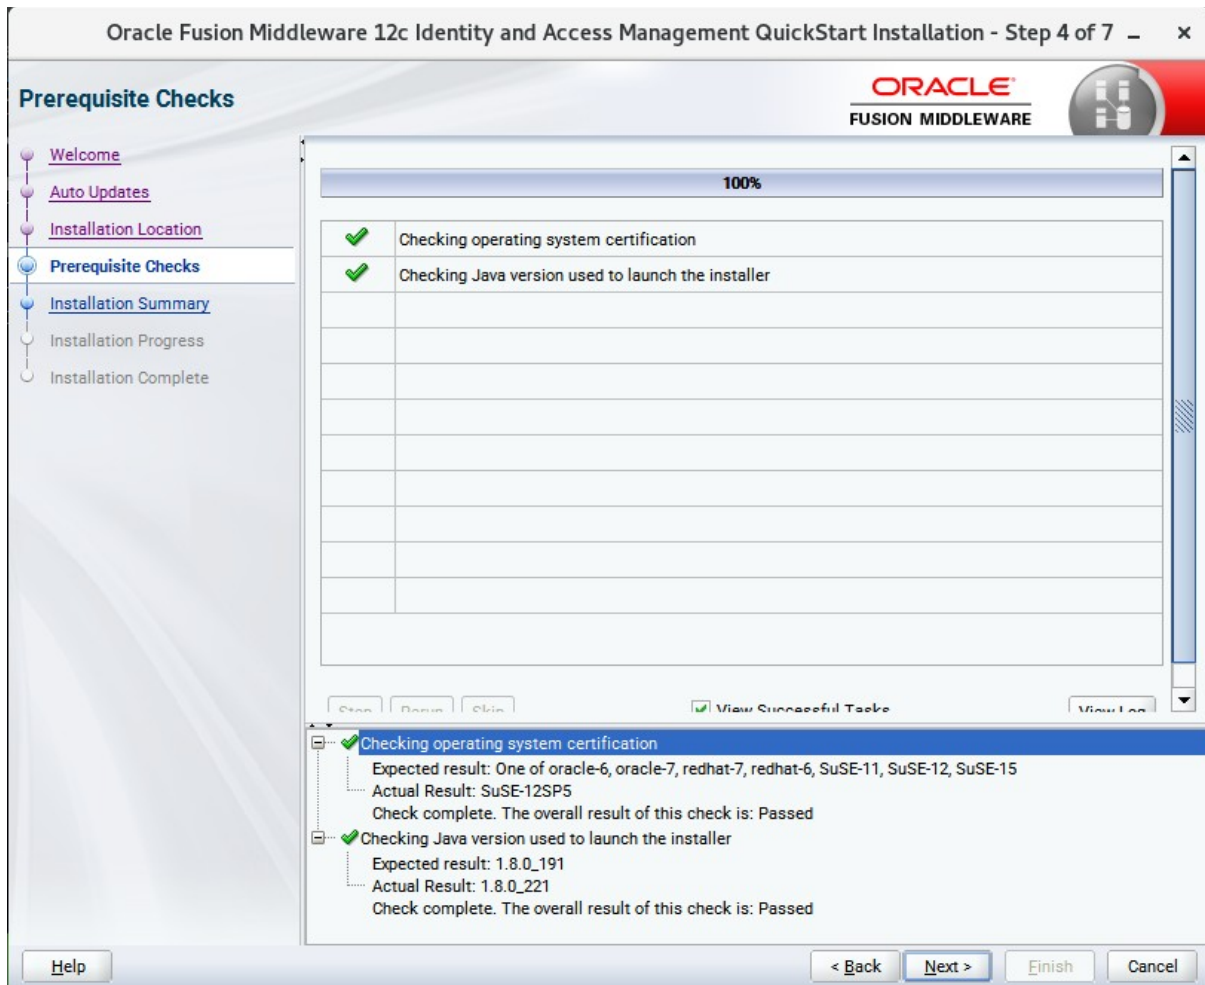 Oracle Fusion Middleware 12c Identity and Access Management QuickStart Installation - Step 4 of 7
Prerequisite Checks
ORACLE
FUSION MIDDLEWARE
Welcome
Auto Updates
Installation Location
Prerequisite Checks
Installation Summary
Installation Progress
Installation Complete
100%
Checking operating system certification
Checking Java version used to launch the installer
Stop Rerun Skip View Successful Tasks View Log
Checking operating system certification
Expected result: One of oracle-6, oracle-7, redhat-7, redhat-6, SuSE-11, SuSE-12, SuSE-15
Actual Result: SuSE-12SP5
Check complete. The overall result of this check is: Passed
Checking Java version used to launch the installer
Expected result: 1.8.0_191
Actual Result: 1.8.0_221
Check complete. The overall result of this check is: Passed
Help < Back Next > Finish Cancel